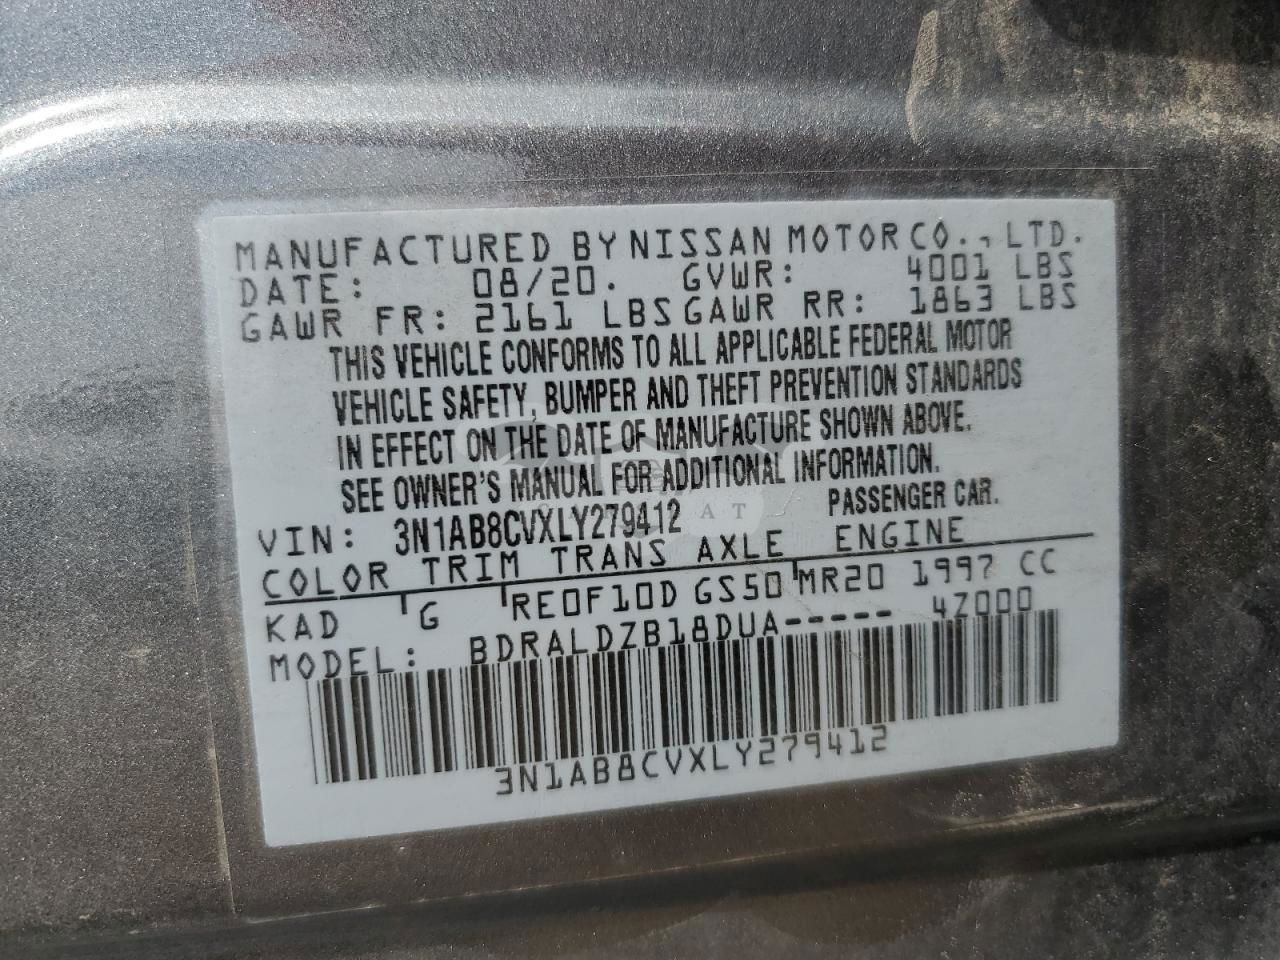 MANUFACTURED BY NISSAN MOTOR CO., LTD.
DATE: 08/20. GVWR: 4001 LBS
GAWR FR: 2161 LBS GAWR RR: 1863 LBS
THIS VEHICLE CONFORMS TO ALL APPLICABLE FEDERAL MOTOR
VEHICLE SAFETY, BUMPER AND THEFT PREVENTION STANDARDS
IN EFFECT ON THE DATE OF MANUFACTURE SHOWN ABOVE.
SEE OWNER'S MANUAL FOR ADDITIONAL INFORMATION.
VIN: 3N1AB8CVXLY279412 PASSENGER CAR.
COLOR TRIM TRANS AXLE ENGINE
KAD G RE0F10D GS50 MR20 1997 CC
MODEL: BDRALDZB18DUA----- 4Z000
3N1AB8CVXLY279412